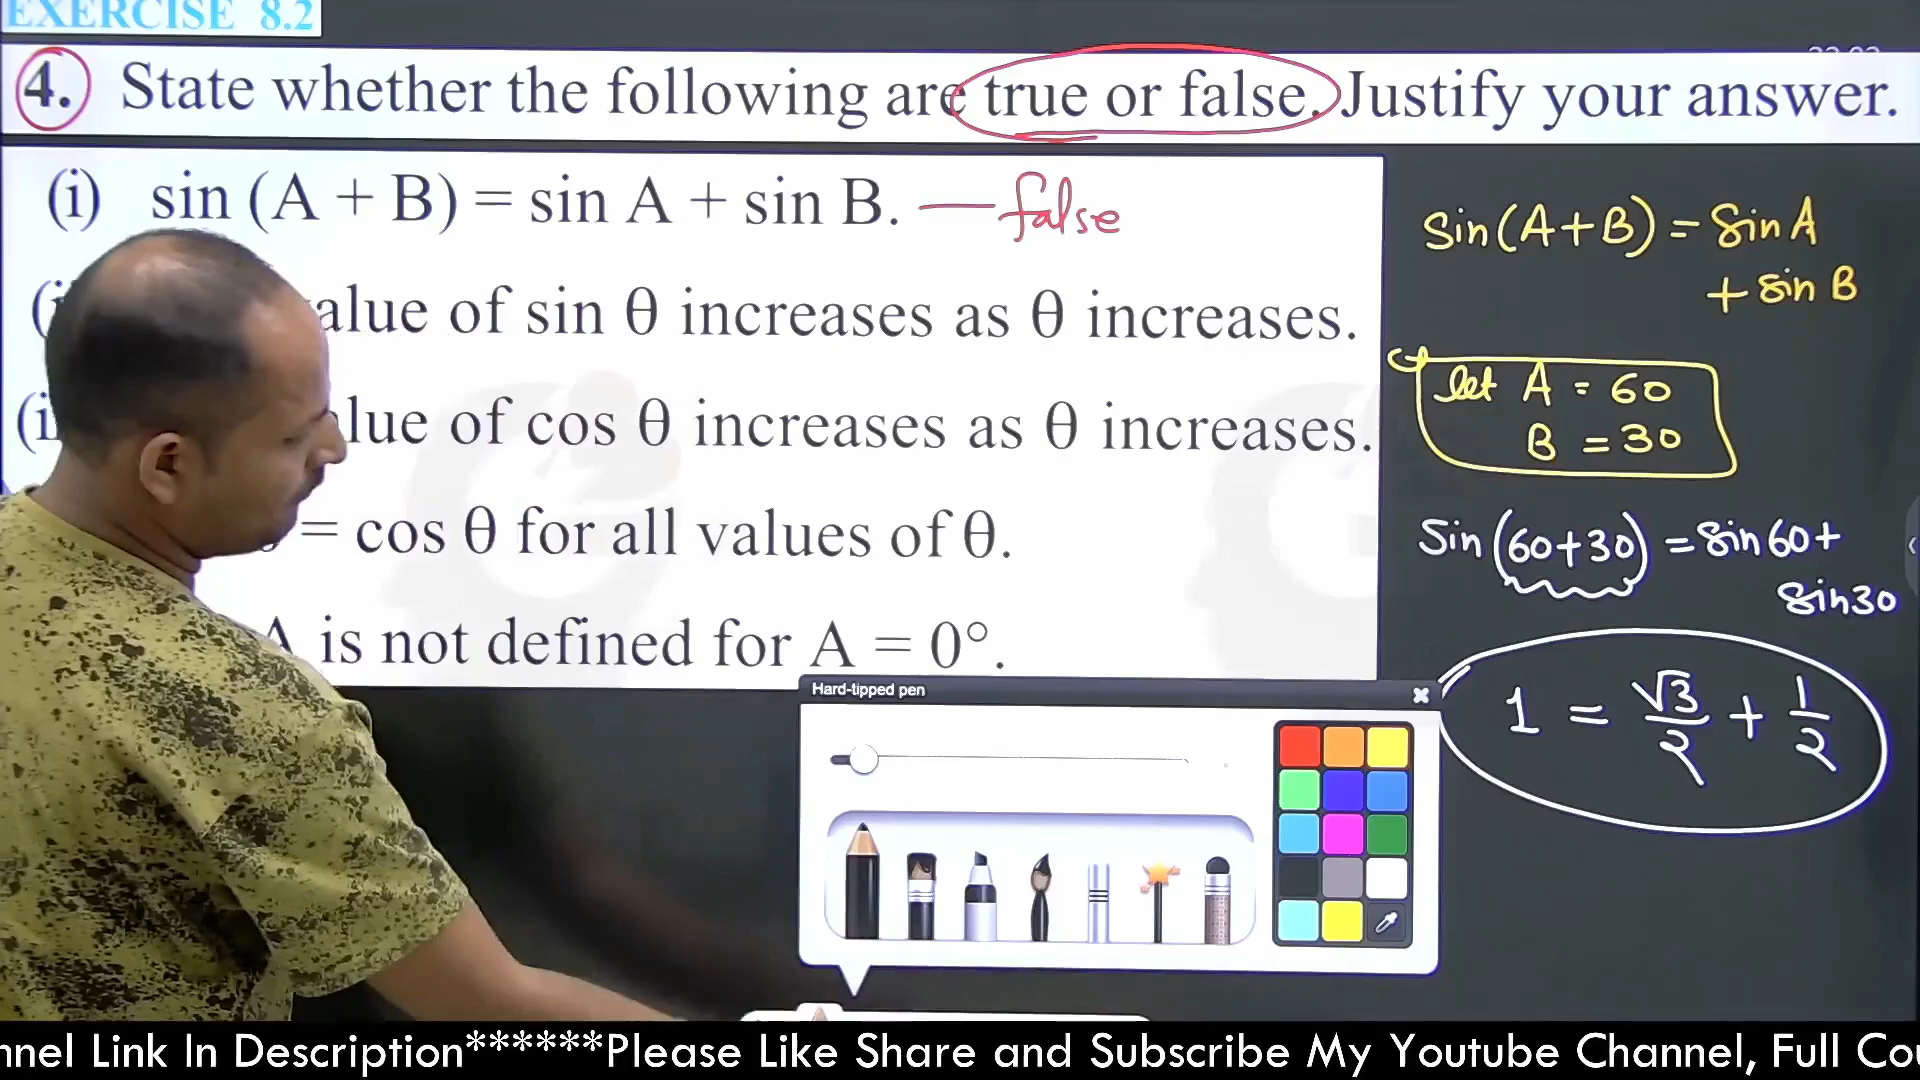 EXERCISE 8.2
4. State whether the following are true or false. Justify your answer.
(i) sin (A + B) = sin A + sin B. — false
alue of sin θ increases as θ increases.
lue of cos θ increases as θ increases.
= cos θ for all values of θ.
A is not defined for A = 0°.
Sin(A+B) = Sin A
+ Sin B
let A = 60
B = 30
Sin(60+30) = Sin 60 +
Sin30
1 = √3/2 + 1/2
Hard-tipped pen
nnel Link In Description******Please Like Share and Subscribe My Youtube Channel, Full Cou